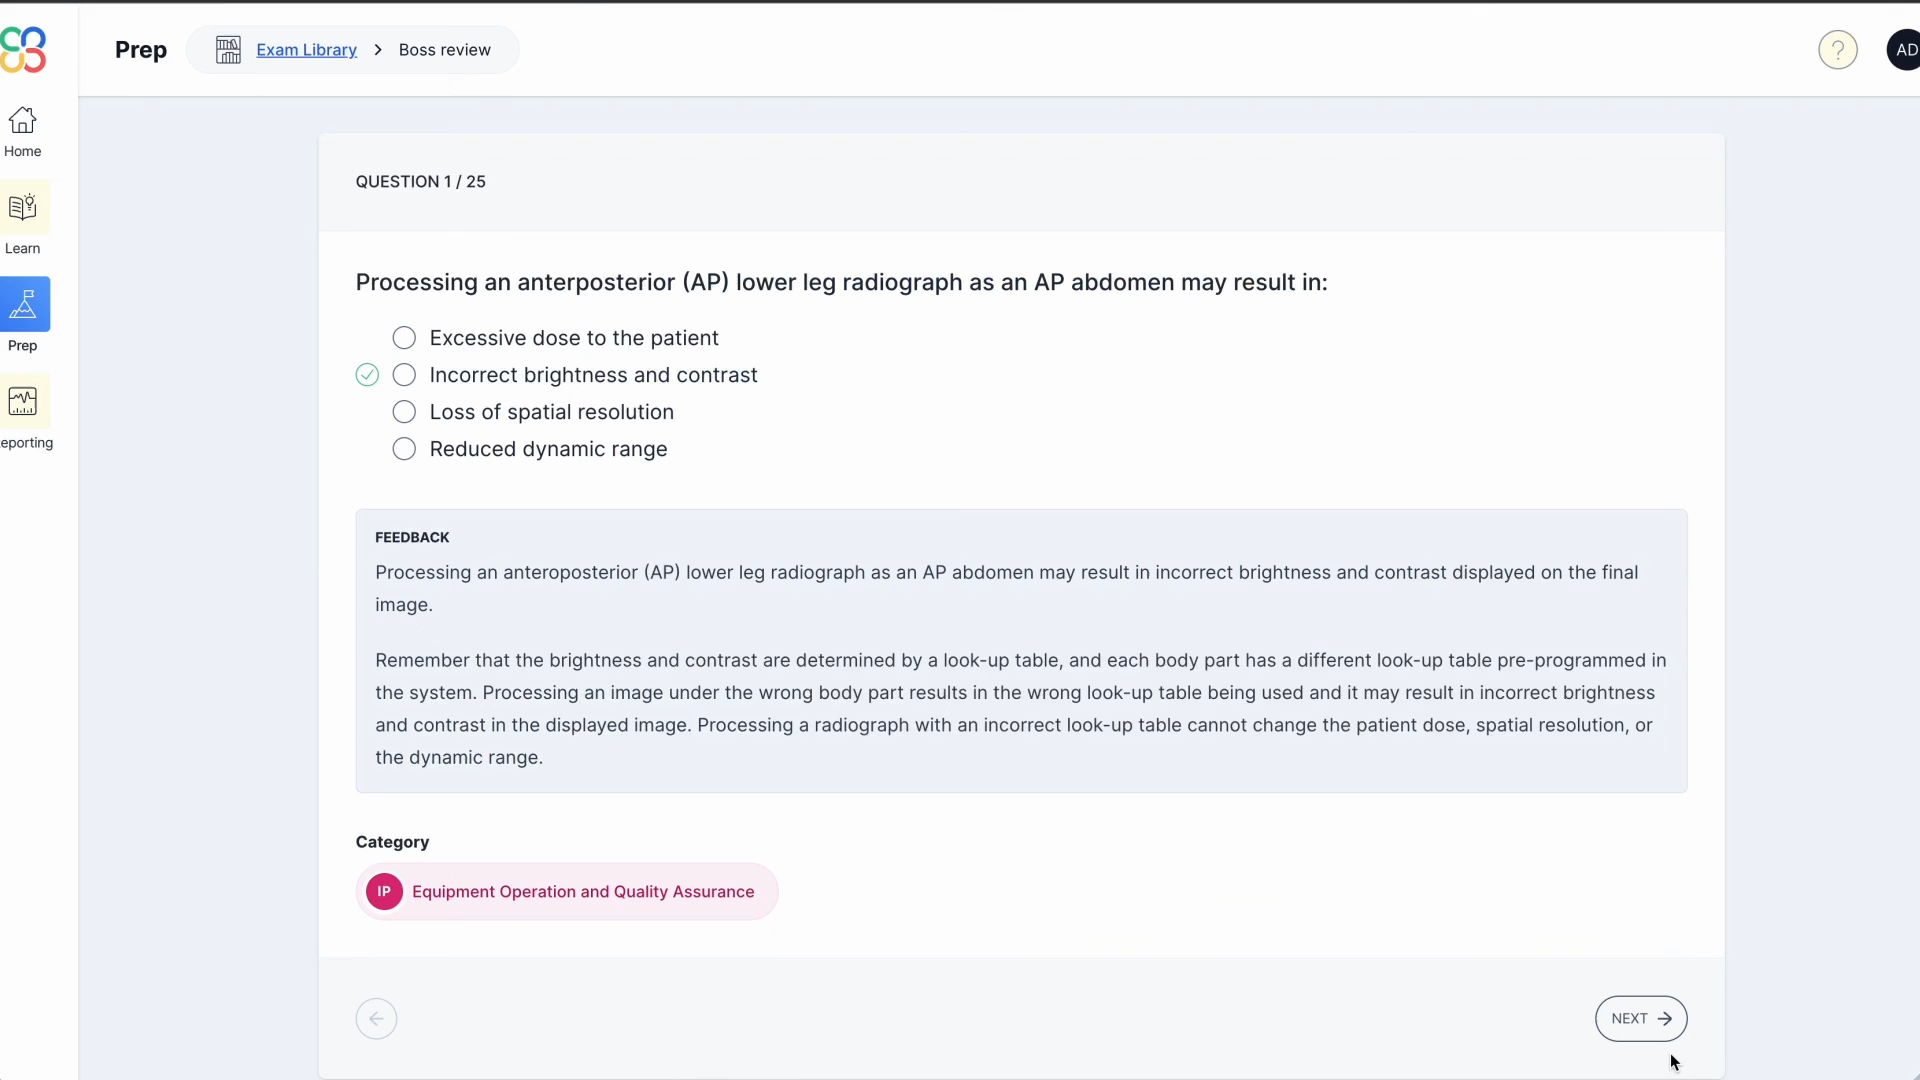 Prep
Exam Library
Boss review
?
AD
Home
Learn
Prep
eporting
QUESTION 1 / 25
Processing an anterposterior (AP) lower leg radiograph as an AP abdomen may result in:
Excessive dose to the patient
Incorrect brightness and contrast
Loss of spatial resolution
Reduced dynamic range
FEEDBACK
Processing an anteroposterior (AP) lower leg radiograph as an AP abdomen may result in incorrect brightness and contrast displayed on the final
image.
Remember that the brightness and contrast are determined by a look-up table, and each body part has a different look-up table pre-programmed in
the system. Processing an image under the wrong body part results in the wrong look-up table being used and it may result in incorrect brightness
and contrast in the displayed image. Processing a radiograph with an incorrect look-up table cannot change the patient dose, spatial resolution, or
the dynamic range.
Category
IP Equipment Operation and Quality Assurance
NEXT